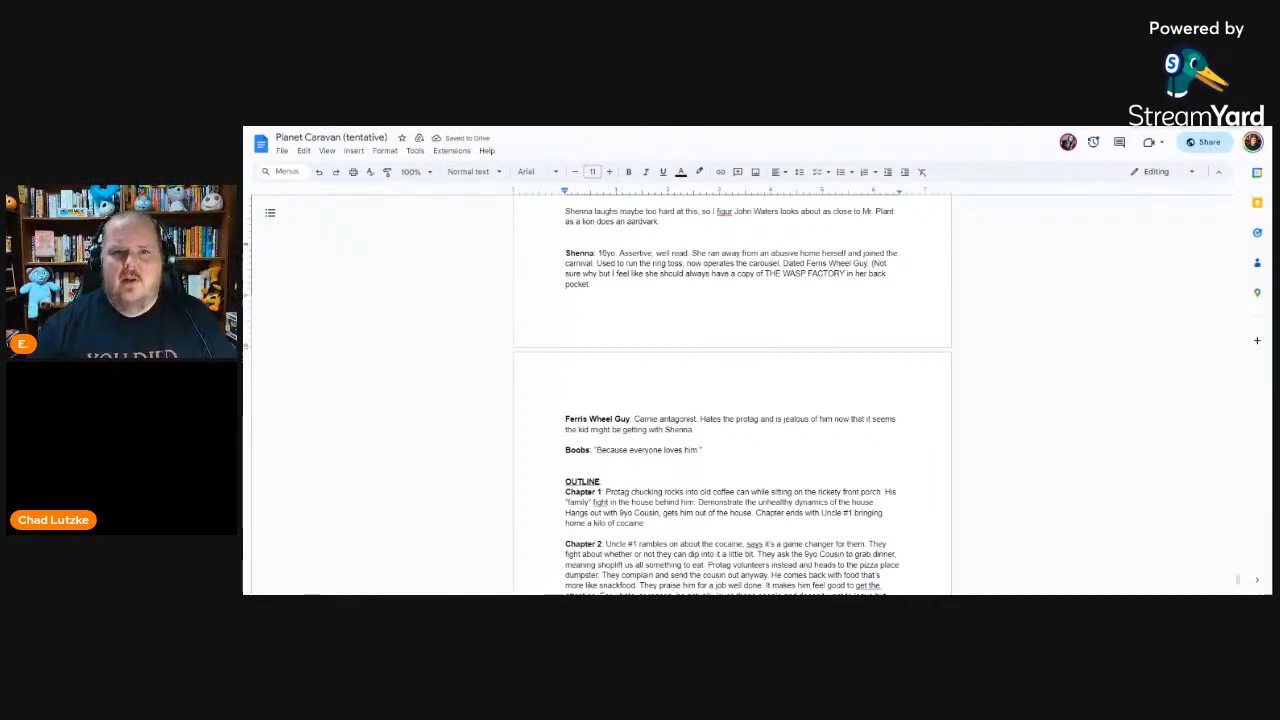 Powered by
S
StreamYard
Planet Caravan (tentative)
Saved to Drive
File Edit View Insert Format Tools Extensions Help
Share
Menus
100%
Normal text
Arial
11
B I U A
Editing
1 1 2 3 4 5 6 7
Shenna laughs maybe too hard at this, so I figur John Waters looks about as close to Mr. Plant
as a lion does an aardvark.
Shenna: 16yo. Assertive, well read. She ran away from an abusive home herself and joined the
carnival. Used to run the ring toss, now operates the carousel. Dated Ferris Wheel Guy. (Not
sure why but I feel like she should always have a copy of THE WASP FACTORY in her back
pocket.
Ferris Wheel Guy: Carnie antagonist. Hates the protag and is jealous of him now that it seems
the kid might be getting with Shenna.
Boobs: "Because everyone loves him."
OUTLINE
Chapter 1: Protag chucking rocks into old coffee can while sitting on the rickety front porch. His
"family" fight in the house behind him. Demonstrate the unhealthy dynamics of the house.
Hangs out with 9yo Cousin, gets him out of the house. Chapter ends with Uncle #1 bringing
home a kilo of cocaine
Chapter 2: Uncle #1 rambles on about the cocaine, says it's a game changer for them. They
fight about whether or not they can dip into it a little bit. They ask the 9yo Cousin to grab dinner,
meaning shoplift us all something to eat. Protag volunteers instead and heads to the pizza place
dumpster. They complain and send the cousin out anyway. He comes back with food that's
more like snackfood. They praise him for a job well done. It makes him feel good to get the
YOU DIED
E.
Chad Lutzke